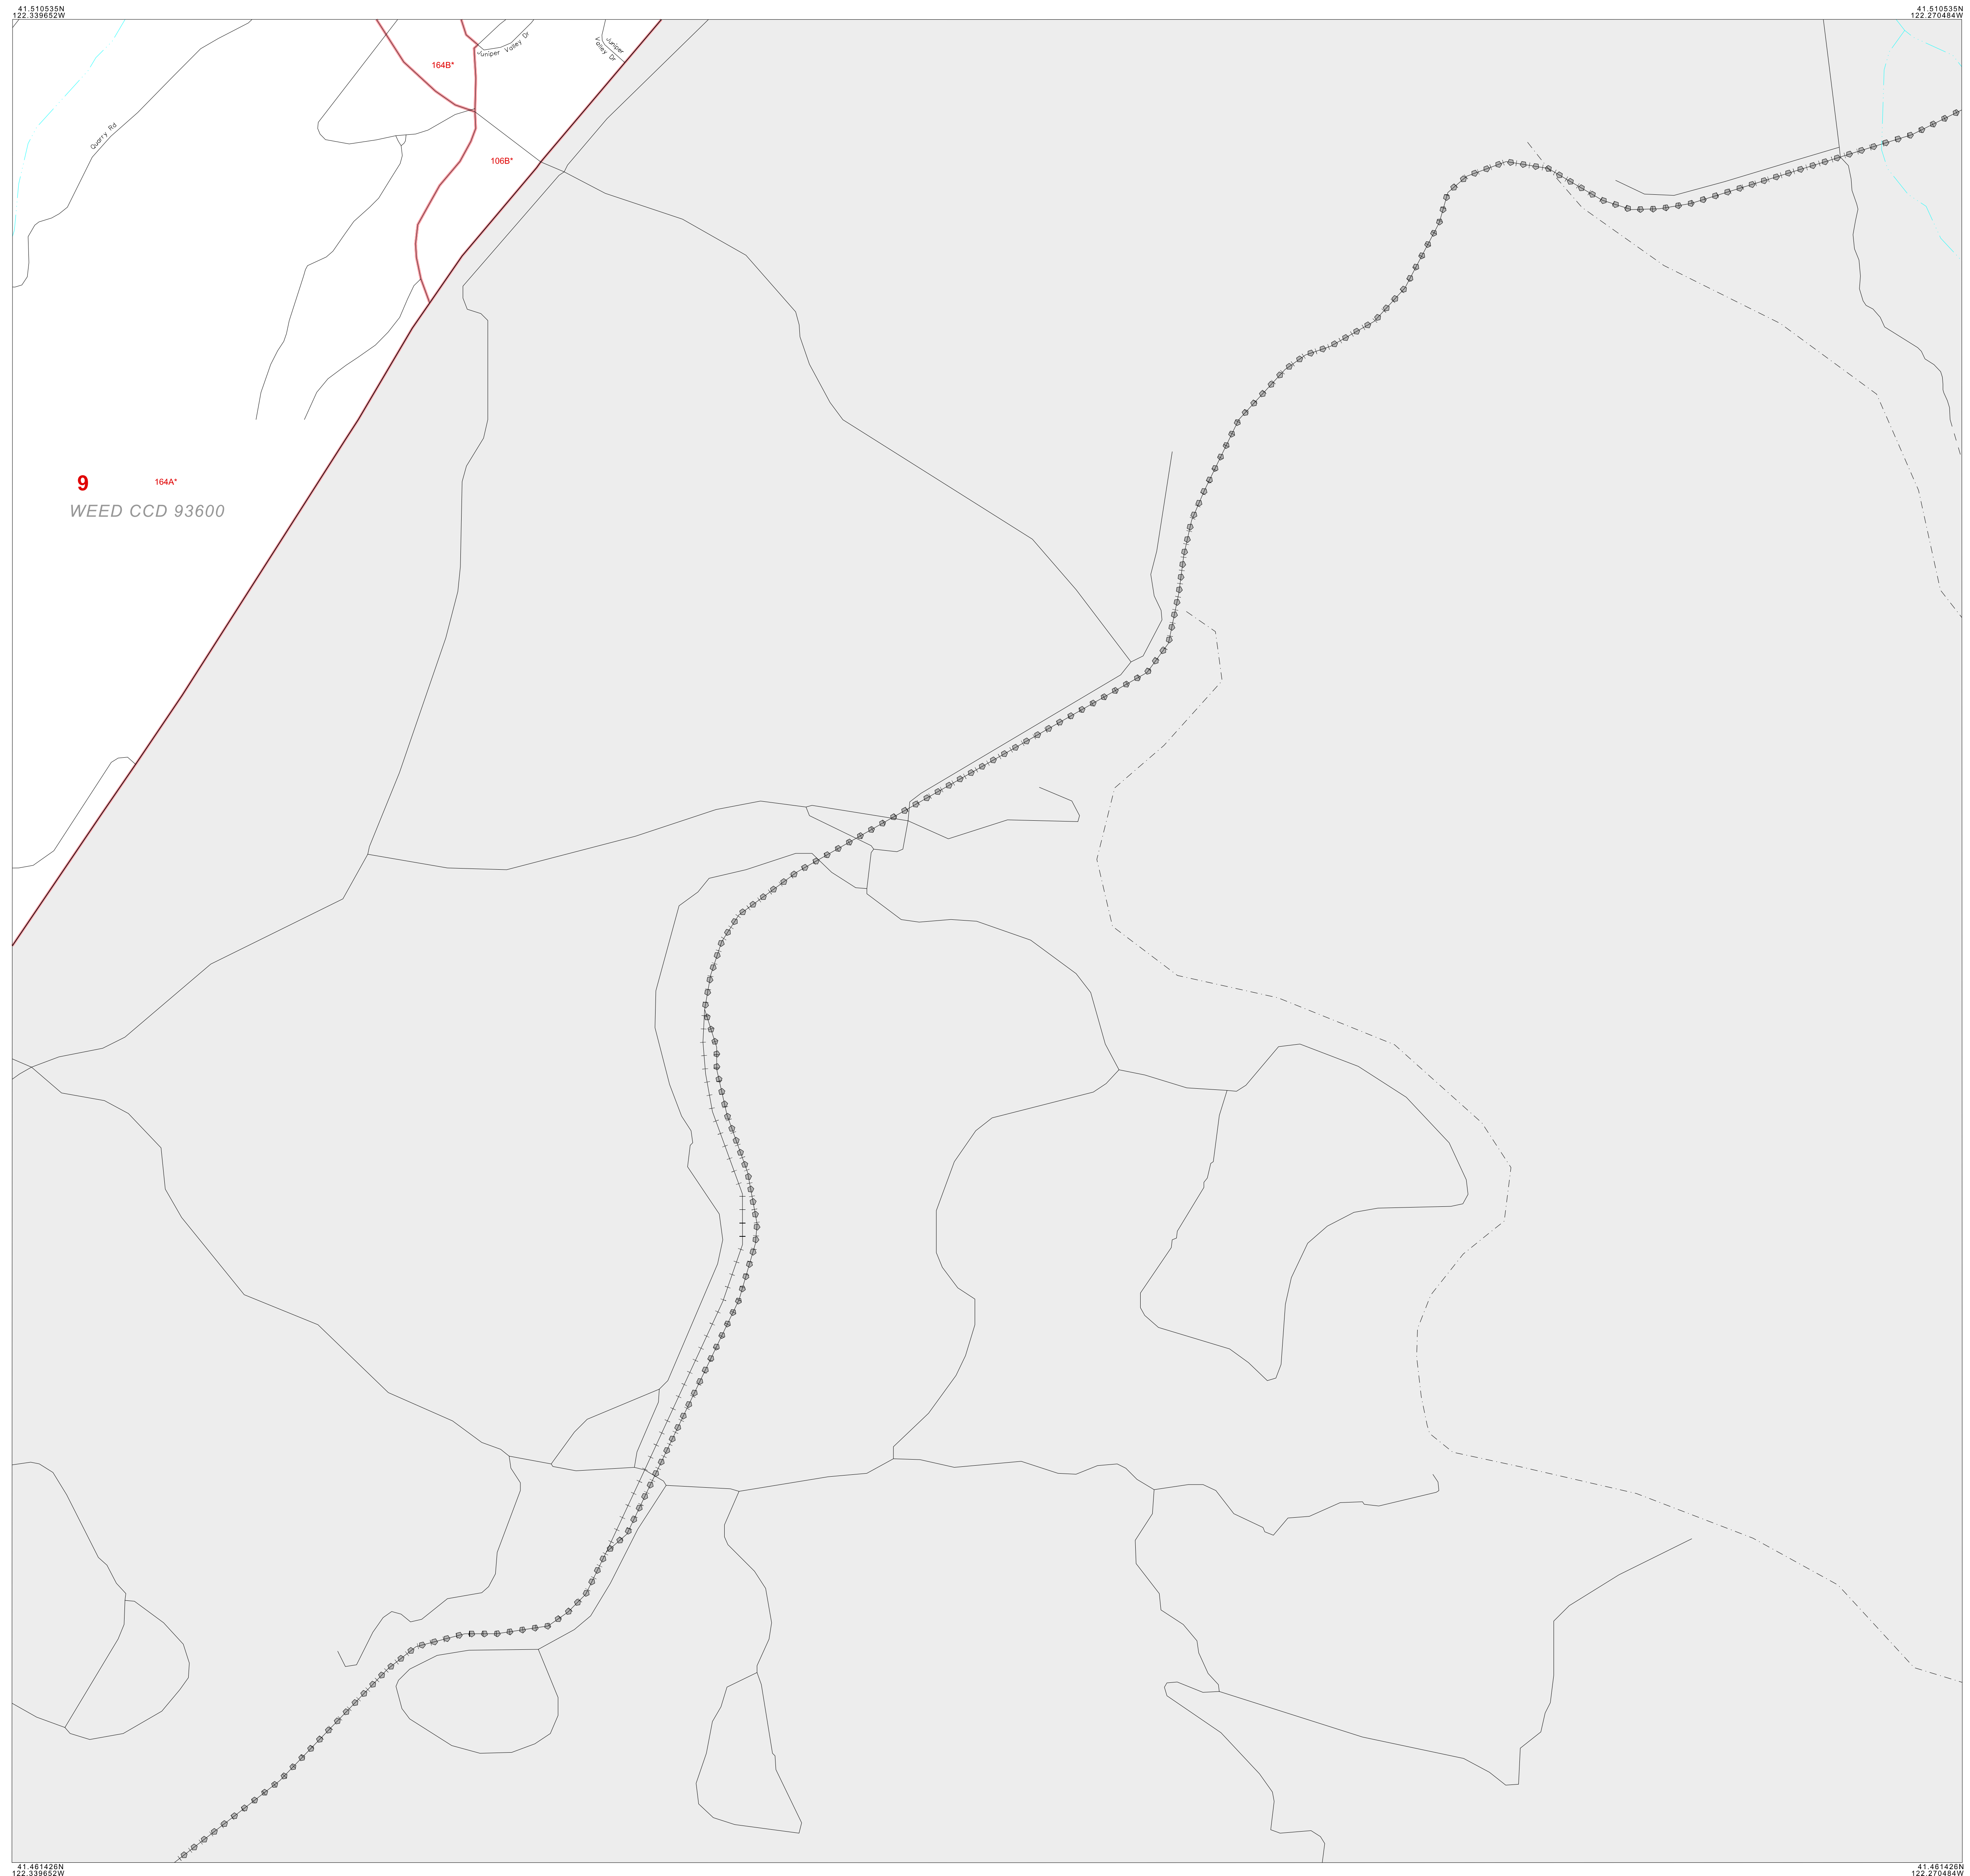 41.510535N
122.339652W
41.510535N
122.270484W
Juniper Valley Dr
Juniper
Valley Dr
164B*
Quarry Rd
106B*
9
164A*
WEED CCD 93600
41.461426N
122.339652W
41.461426N
122.270484W